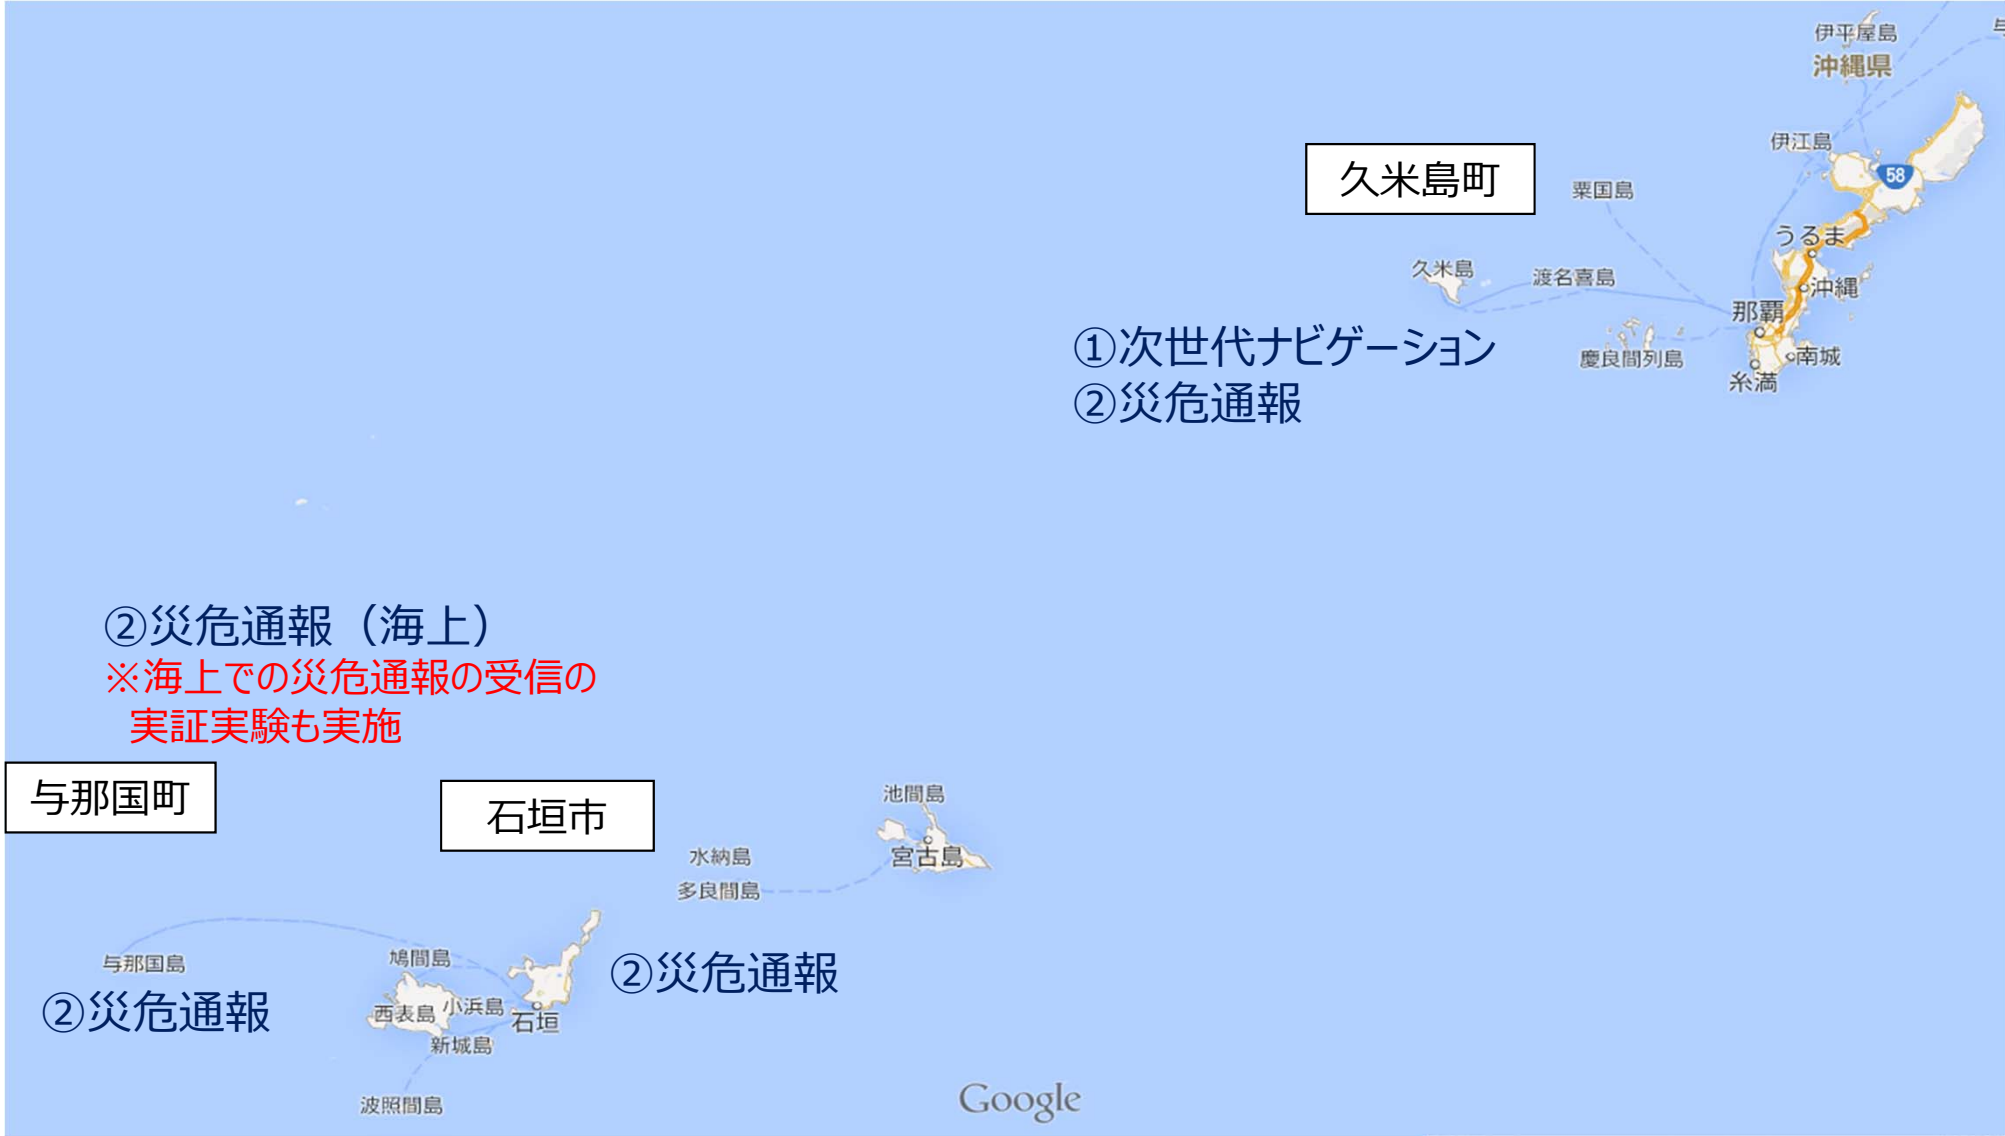 伊平屋島
沖縄県
伊江島
58
久米島町
粟国島
うるま
久米島
渡名喜島
沖縄
那覇
①次世代ナビゲーション
慶良間列島
南城
糸満
②災危通報
②災危通報（海上）
※海上での災危通報の受信の
実証実験も実施
与那国町
石垣市
池間島
宮古島
水納島
多良間島
与那国島
鳩間島
②災危通報
②災危通報
西表島
小浜島
石垣
新城島
波照間島
Google